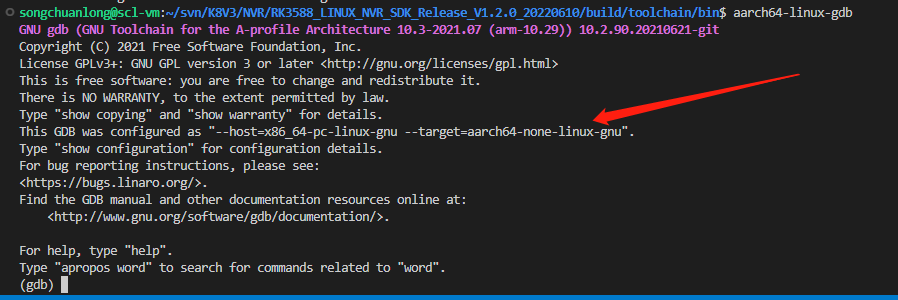 songchuanlong@scl-vm:~/svn/K8V3/NVR/RK3588_LINUX_NVR_SDK_Release_V1.2.0_20220610/build/toolchain/bin$ aarch64-linux-gdb
GNU gdb (GNU Toolchain for the A-profile Architecture 10.3-2021.07 (arm-10.29)) 10.2.90.20210621-git
Copyright (C) 2021 Free Software Foundation, Inc.
License GPLv3+: GNU GPL version 3 or later <http://gnu.org/licenses/gpl.html>
This is free software: you are free to change and redistribute it.
There is NO WARRANTY, to the extent permitted by law.
Type "show copying" and "show warranty" for details.
This GDB was configured as "--host=x86_64-pc-linux-gnu --target=aarch64-none-linux-gnu".
Type "show configuration" for configuration details.
For bug reporting instructions, please see:
<https://bugs.linaro.org/>.
Find the GDB manual and other documentation resources online at:
    <http://www.gnu.org/software/gdb/documentation/>.

For help, type "help".
Type "apropos word" to search for commands related to "word".
(gdb)